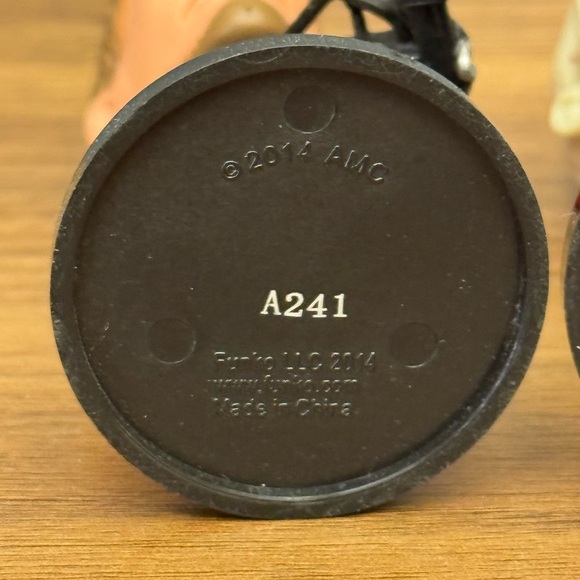 © 2014 AMC
A241
Funko LLC 2014
www.funko.com
Made in China